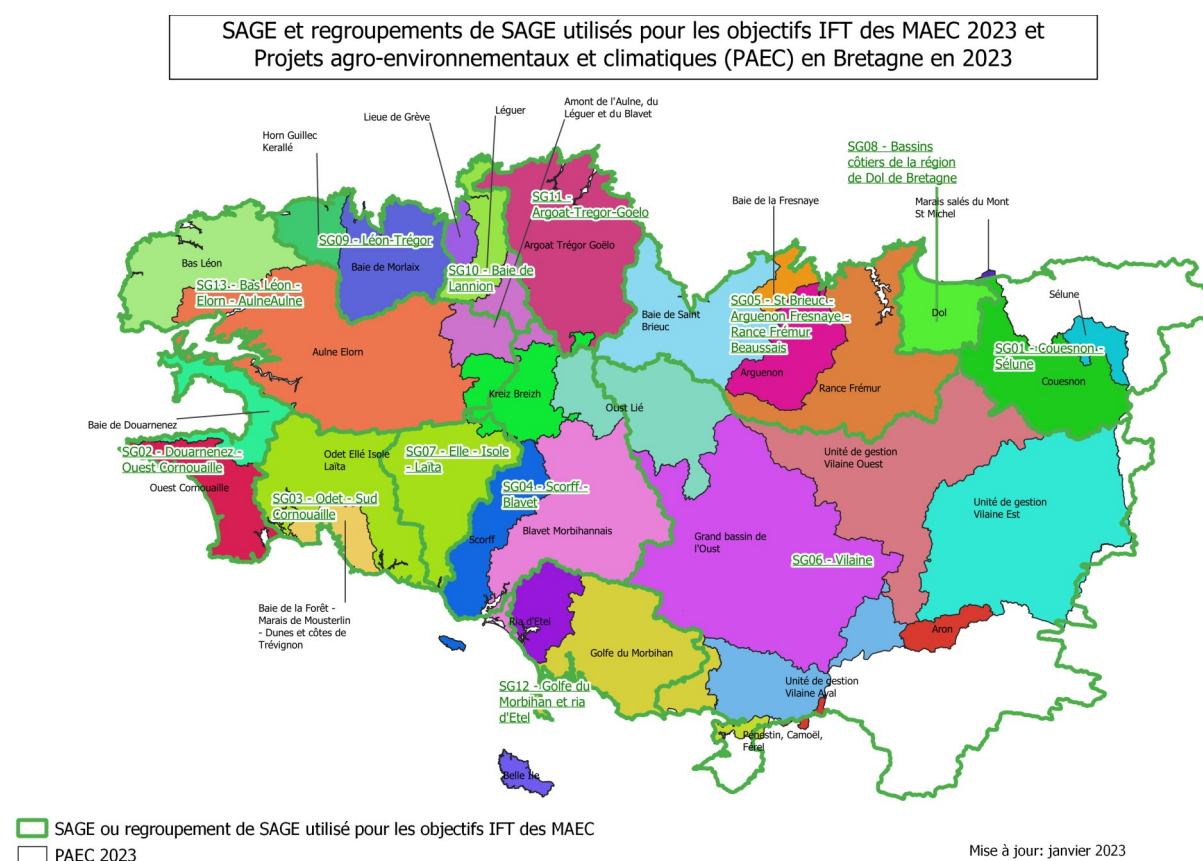 SAGE et regroupements de SAGE utilisés pour les objectifs IFT des MAEC 2023 et
Projets agro-environnementaux et climatiques (PAEC) en Bretagne en 2023
Amont de l'Aulne, du
Léguer et du Blavet
Lieue de Grève
Léguer
Horn Guillec
Kerallé
SG08 - Bassins
côtiers de la région
de Dol de Bretagne
Baie de la Fresnaye
Marais salés du Mont
St Michel
SG11 -
Argoat-Tregor-Goelo
Argoat Trégor Goëlo
SG09 - Léon-Trégor
Baie de Morlaix
Bas Léon
SG10 - Baie de
Lannion
SG13 - Bas Léon -
Elorn - AulneAulne
Aulne Elorn
Baie de Saint
Brieuc
SG05 - St Brieuc -
Arguenon Fresnaye -
Rance Frémur
Beaussais
Arguenon
Rance Frémur
Dol
Sélune
SG01 - Couesnon -
Sélune
Couesnon
Kreiz Breizh
Oust Lié
Baie de Douarnenez
SG02 - Douarnenez -
Ouest Cornouaille
Ouest Cornouaille
Odet Ellé Isole
Laïta
SG07 - Elle - Isole
- Laïta
SG03 - Odet - Sud
Cornouaille
SG04 - Scorff -
Blavet
Scorff
Blavet Morbihannais
Unité de gestion
Vilaine Ouest
Unité de gestion
Vilaine Est
Grand bassin de
l'Oust
SG06 - Vilaine
Baie de la Forêt -
Marais de Mousterlin
- Dunes et côtes de
Trévignon
Ria d'Etel
Golfe du Morbihan
Aron
SG12 - Golfe du
Morbihan et ria
d'Etel
Unité de gestion
Vilaine Aval
Pénestin, Camoël,
Férel
Belle Ile
SAGE ou regroupement de SAGE utilisé pour les objectifs IFT des MAEC
PAEC 2023
Mise à jour: janvier 2023